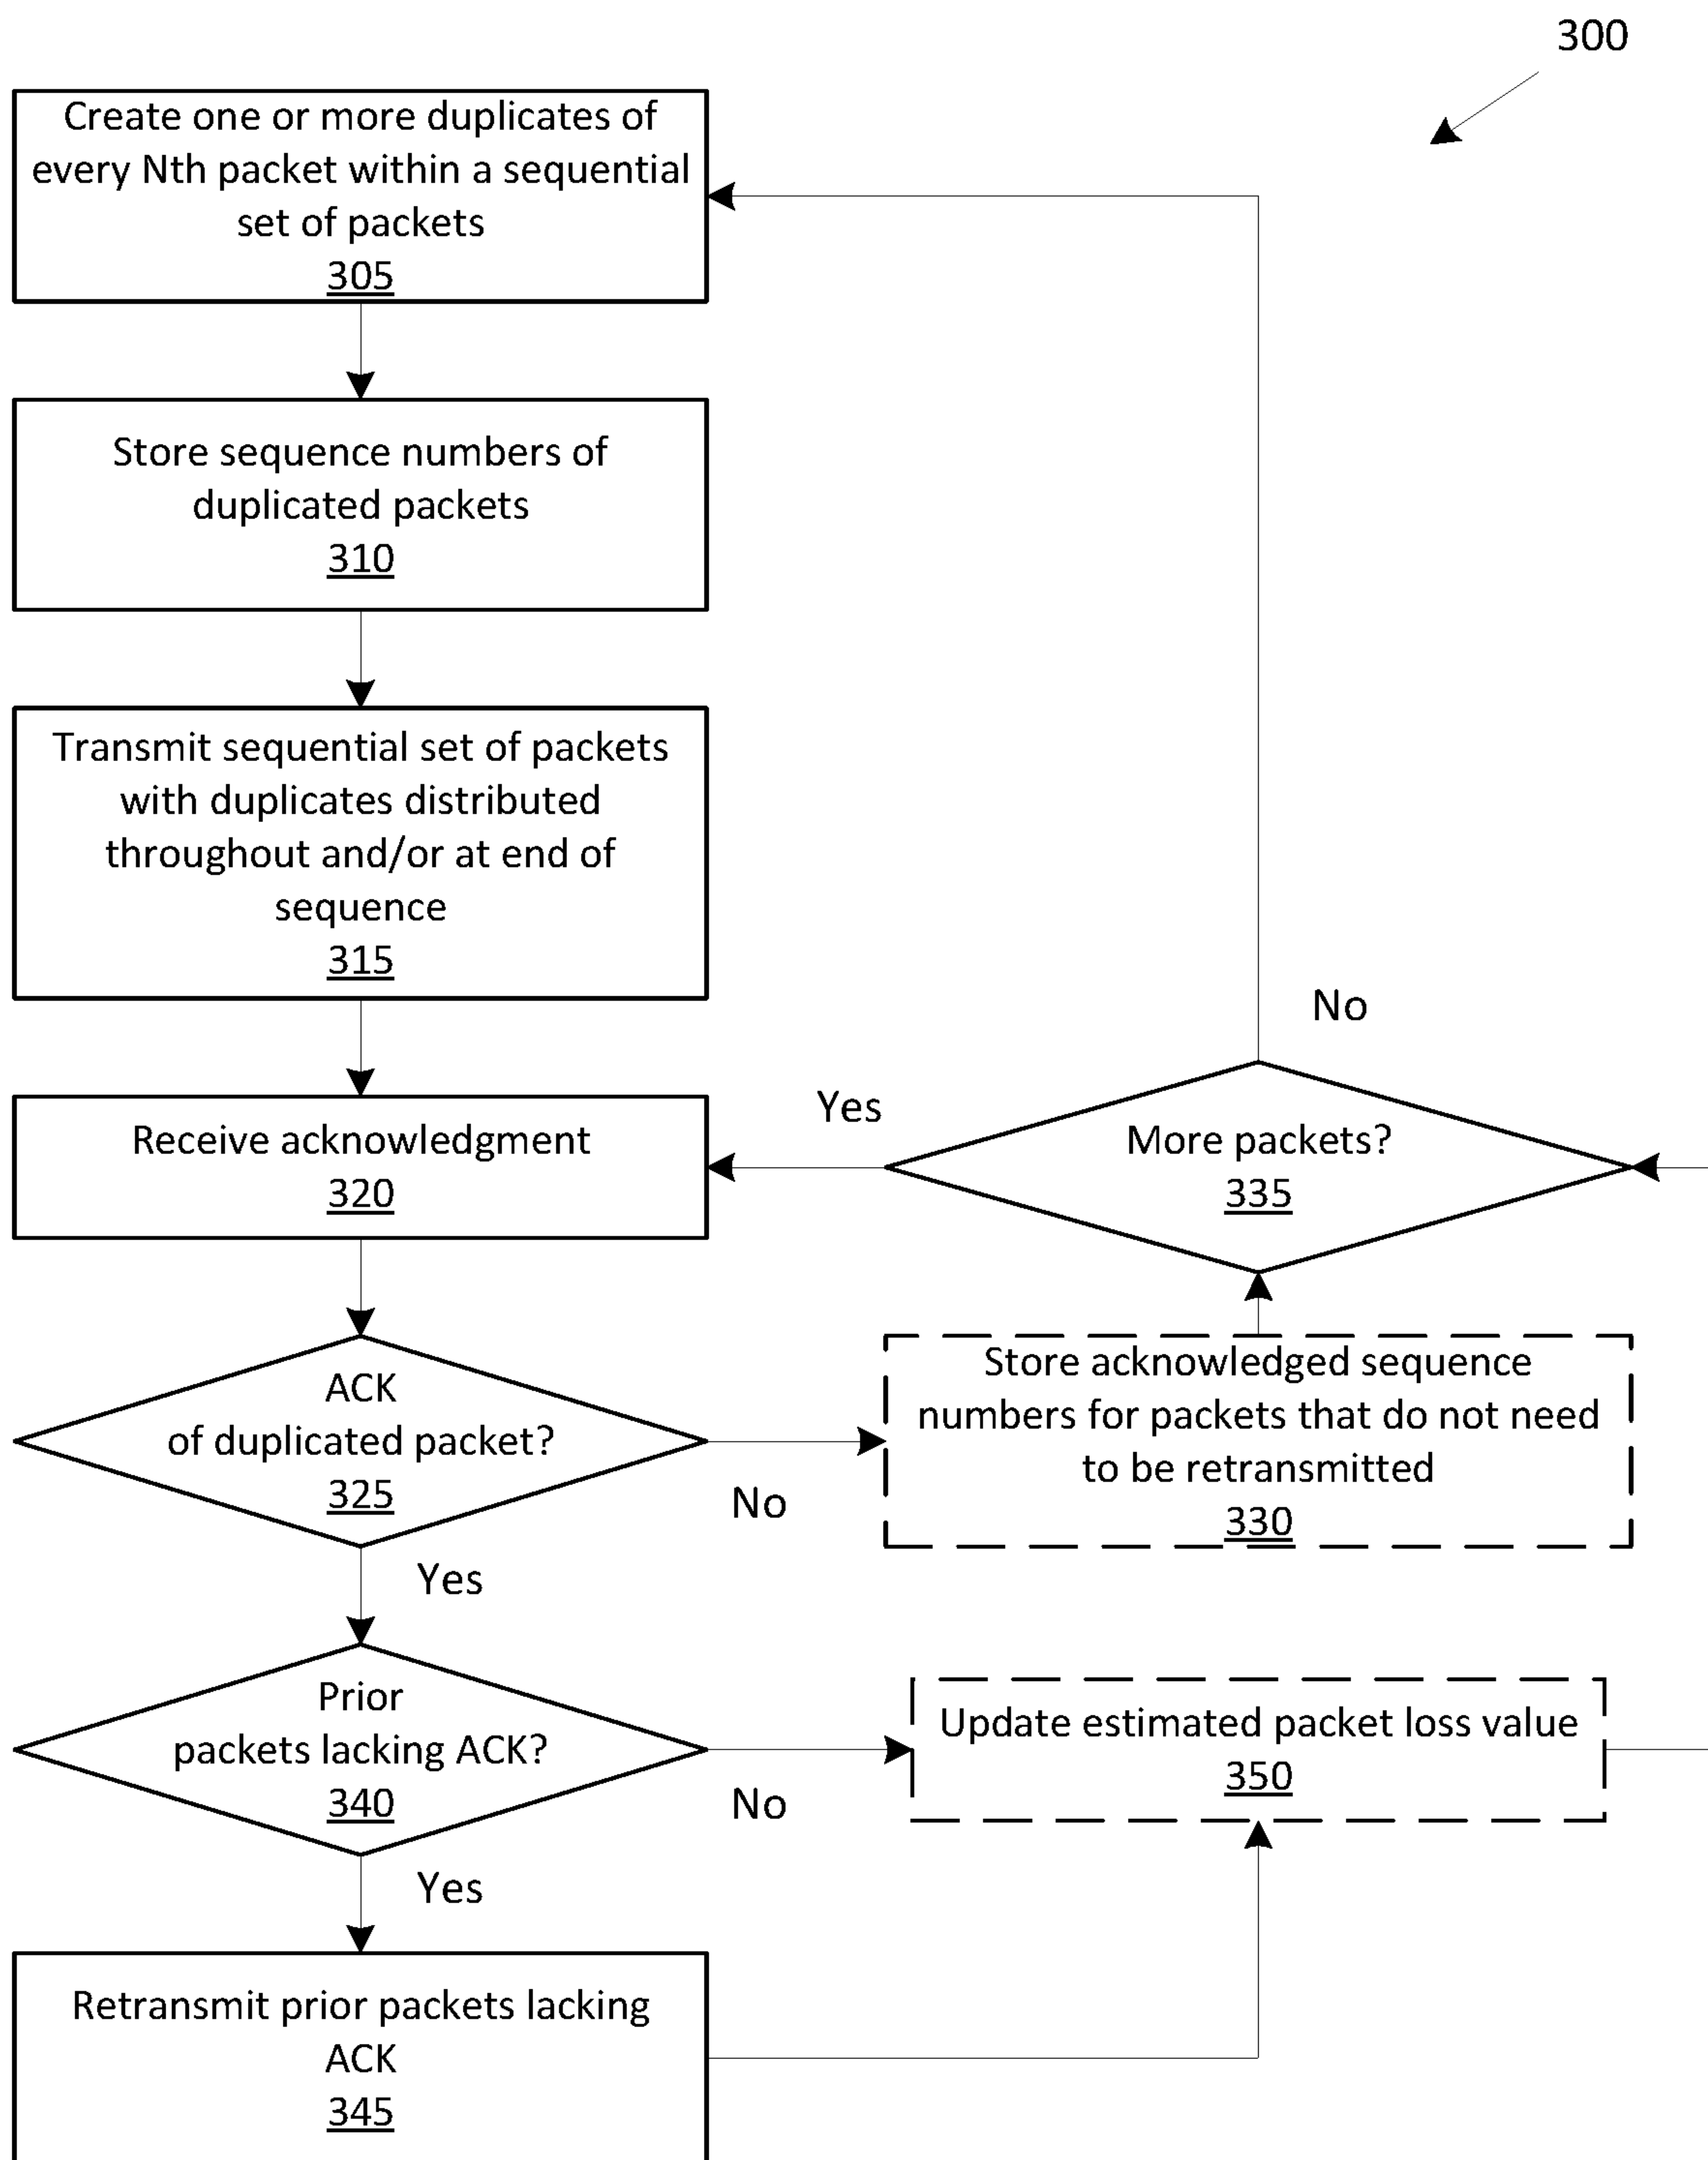 300
Create one or more duplicates of
every Nth packet within a sequential
set of packets
305
Store sequence numbers of
duplicated packets
310
Transmit sequential set of packets
with duplicates distributed
throughout and/or at end of
sequence
315
No
Yes
Receive acknowledgment
320
More packets?
335
ACK
of duplicated packet?
325
No
Yes
Store acknowledged sequence
numbers for packets that do not need
to be retransmitted
330
Prior
packets lacking ACK?
340
No
Yes
Update estimated packet loss value
350
Retransmit prior packets lacking
ACK
345